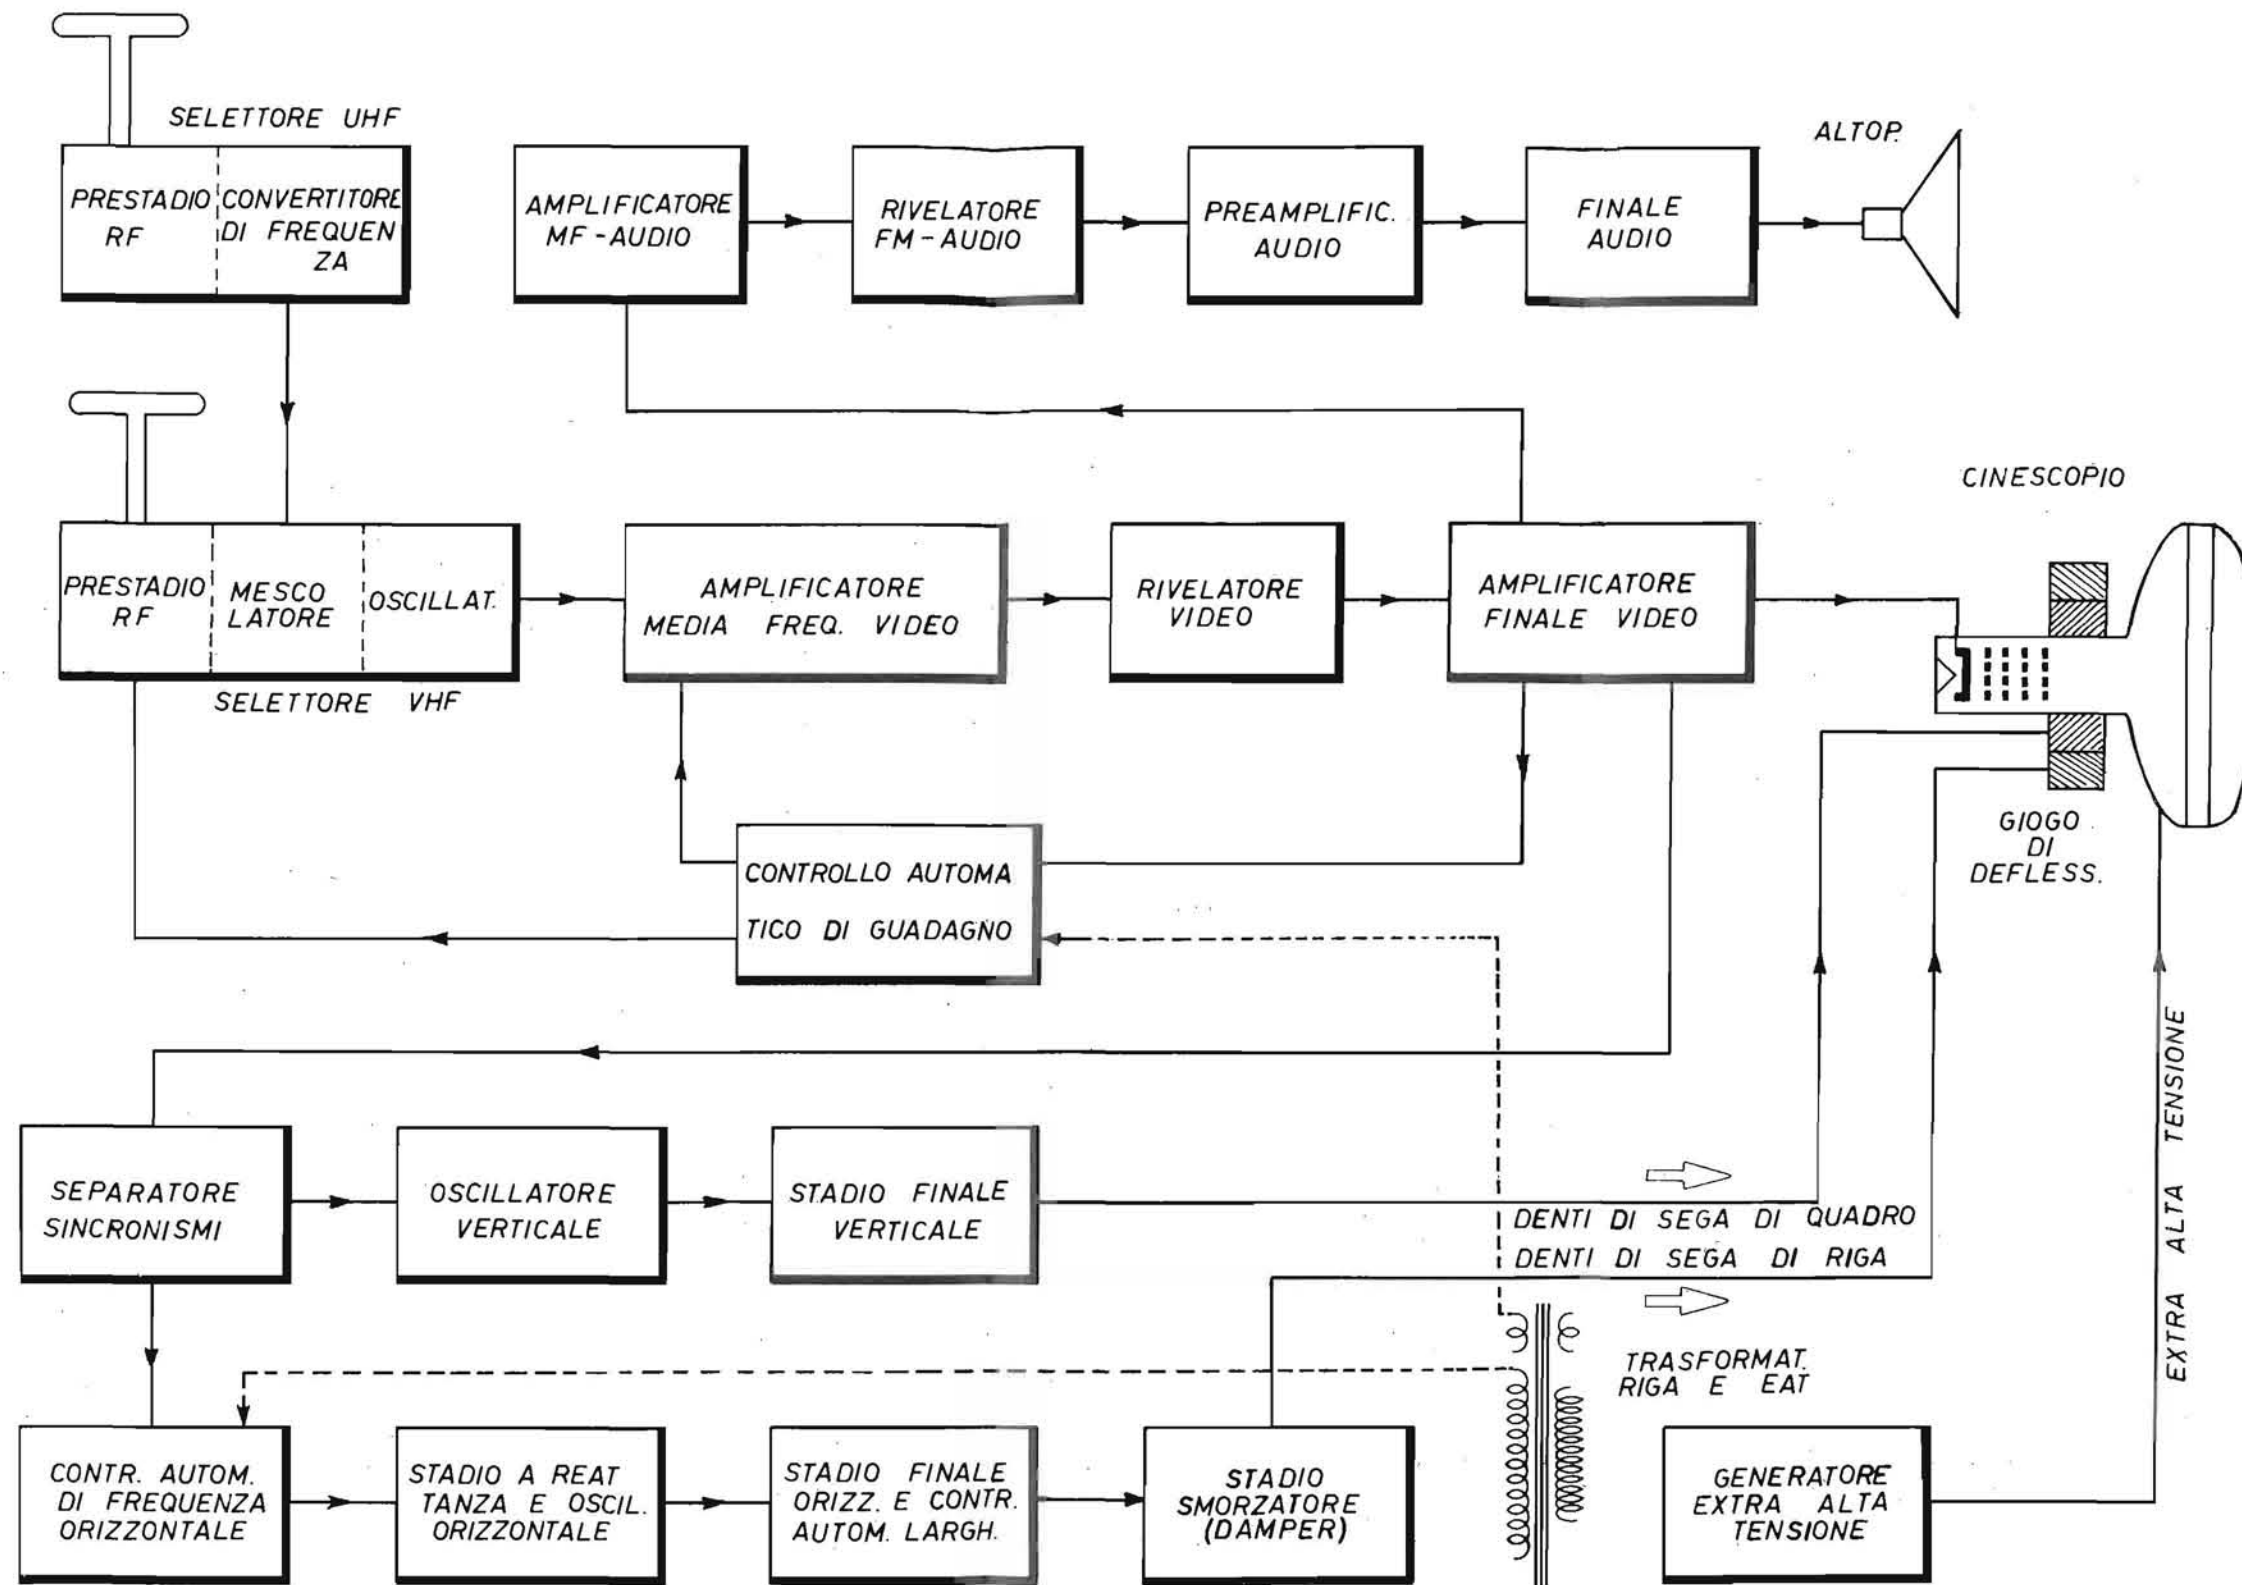 SELETTORE UHF
PRESTADIO
RF
CONVERTITORE
DI FREQUEN
ZA
AMPLIFICATORE
MF-AUDIO
RIVELATORE
FM-AUDIO
PREAMPLIFIC.
AUDIO
FINALE
AUDIO
ALTOP.
PRESTADIO
RF
MESCO
LATORE
OSCILLAT.
SELETTORE VHF
AMPLIFICATORE
MEDIA FREQ. VIDEO
RIVELATORE
VIDEO
AMPLIFICATORE
FINALE VIDEO
CINESCOPIO
GIOGO
DI
DEFLESS.
CONTROLLO AUTOMA
TICO DI GUADAGNO
SEPARATORE
SINCRONISMI
OSCILLATORE
VERTICALE
STADIO FINALE
VERTICALE
DENTI DI SEGA DI QUADRO
DENTI DI SEGA DI RIGA
EXTRA ALTA TENSIONE
TRASFORMAT.
RIGA E EAT
CONTR. AUTOM.
DI FREQUENZA
ORIZZONTALE
STADIO A REAT
TANZA E OSCIL.
ORIZZONTALE
STADIO FINALE
ORIZZ. E CONTR.
AUTOM. LARGH.
STADIO
SMORZATORE
(DAMPER)
GENERATORE
EXTRA ALTA
TENSIONE